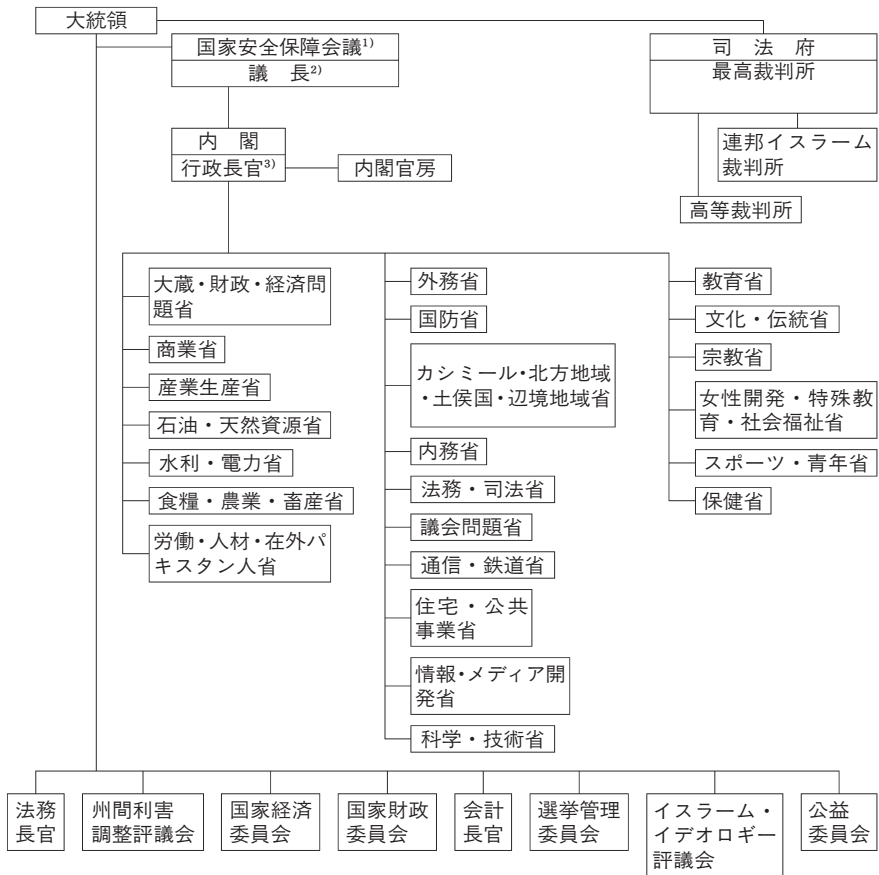 大統領
国家安全保障会議1)
議長2)
司法府
最高裁判所
連邦イスラーム
裁判所
高等裁判所
内閣
行政長官3)
内閣官房
大蔵・財政・経済問
題省
商業省
産業生産省
石油・天然資源省
水利・電力省
食糧・農業・畜産省
労働・人材・在外パ
キスタン人省
外務省
国防省
カシミール・北方地域
・土侯国・辺境地域省
内務省
法務・司法省
議会問題省
通信・鉄道省
住宅・公共
事業省
情報・メディア開
発省
科学・技術省
教育省
文化・伝統省
宗教省
女性開発・特殊教
育・社会福祉省
スポーツ・青年省
保健省
法務
長官
州間利害
調整評議会
国家経済
委員会
国家財政
委員会
会計
長官
選挙管理
委員会
イスラーム・
イデオロギー
評議会
公益
委員会